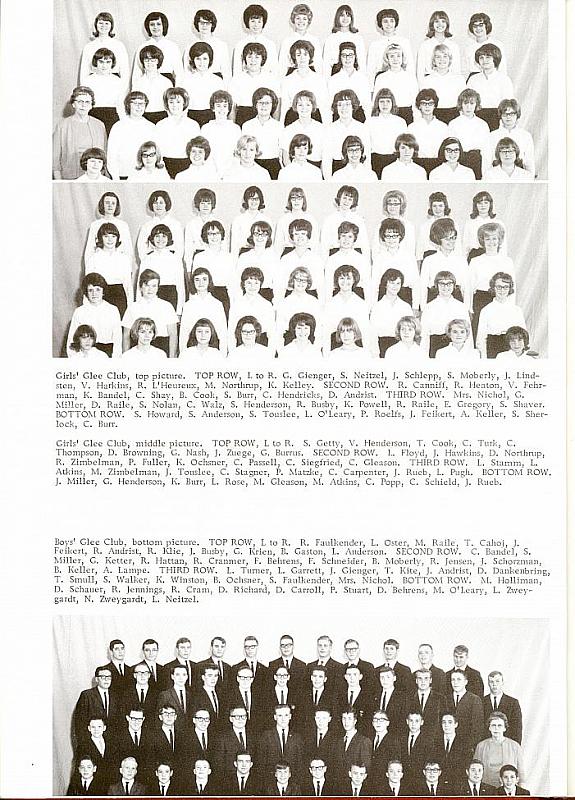 Girls' Glee Club, top picture. TOP ROW, L to R. G. Gienger, S. Neitzel, J. Schlepp, S. Moberly, J. Lind-
sten, V. Harkins, R. L'Heureux, M. Northrup, K. Kelley. SECOND ROW. R. Canniff, R. Heaton, V. Fehr-
man, K. Bandel, C. Shay, B. Cook, S. Burr, C. Hendricks, D. Andrist. THIRD ROW. Mrs. Nichol, G.
Miller, D. Raile, S. Nolan, C. Walz, S. Henderson, R. Busby, K. Powell, R. Raile, E. Gregory, S. Shaver.
BOTTOM ROW. S. Howard, S. Anderson, S. Touslee, L. O'Leary, P. Roelfs, J. Feikert, A. Keller, S. Sher-
lock, C. Burr.
Girls' Glee Club, middle picture. TOP ROW, L to R. S. Getty, V. Henderson, T. Cook, C. Turk, C.
Thompson, D. Browning, G. Nash, J. Zuege, G. Burrus. SECOND ROW. L. Floyd, J. Hawkins, D. Northrup,
R. Zimbelman, P. Fuller, K. Ochsner, C. Passell, C. Siegfried, C. Gleason. THIRD ROW. L. Stamm, L.
Atkins, M. Zimbelman, J. Touslee, C. Stagner, P. Matzke, C. Carpenter, J. Rueb, L. Pugh. BOTTOM ROW.
J. Miller, G. Henderson, K. Burr, L. Rose, M. Gleason, M. Atkins, C. Popp, C. Schield, J. Rueb.
Boys' Glee Club, bottom picture. TOP ROW, L to R. R. Faulkender, L. Oster, M. Raile, T. Cahoj, J.
Feikert, R. Andrist, R. Klie, J. Busby, G. Krien, B. Gaston, L. Anderson. SECOND ROW. C. Bandel, S.
Miller, G. Ketter, R. Hattan, R. Cranmer, F. Behrens, F. Schneider, B. Moberly, R. Jensen, J. Schorzman,
B. Keller, A. Lampe. THIRD ROW. L. Turner, L. Garrett, J. Gienger, T. Kite, J. Andrist, D. Dankenbring,
T. Smull, S. Walker, K. Winston, B. Ochsner, S. Faulkender, Mrs. Nichol. BOTTOM ROW. M. Holliman,
D. Schauer, R. Jennings, R. Cram, D. Richard, D. Carroll, P. Stuart, D. Behrens, M. O'Leary, L. Zwey-
gardt, N. Zweygardt, L. Neitzel.